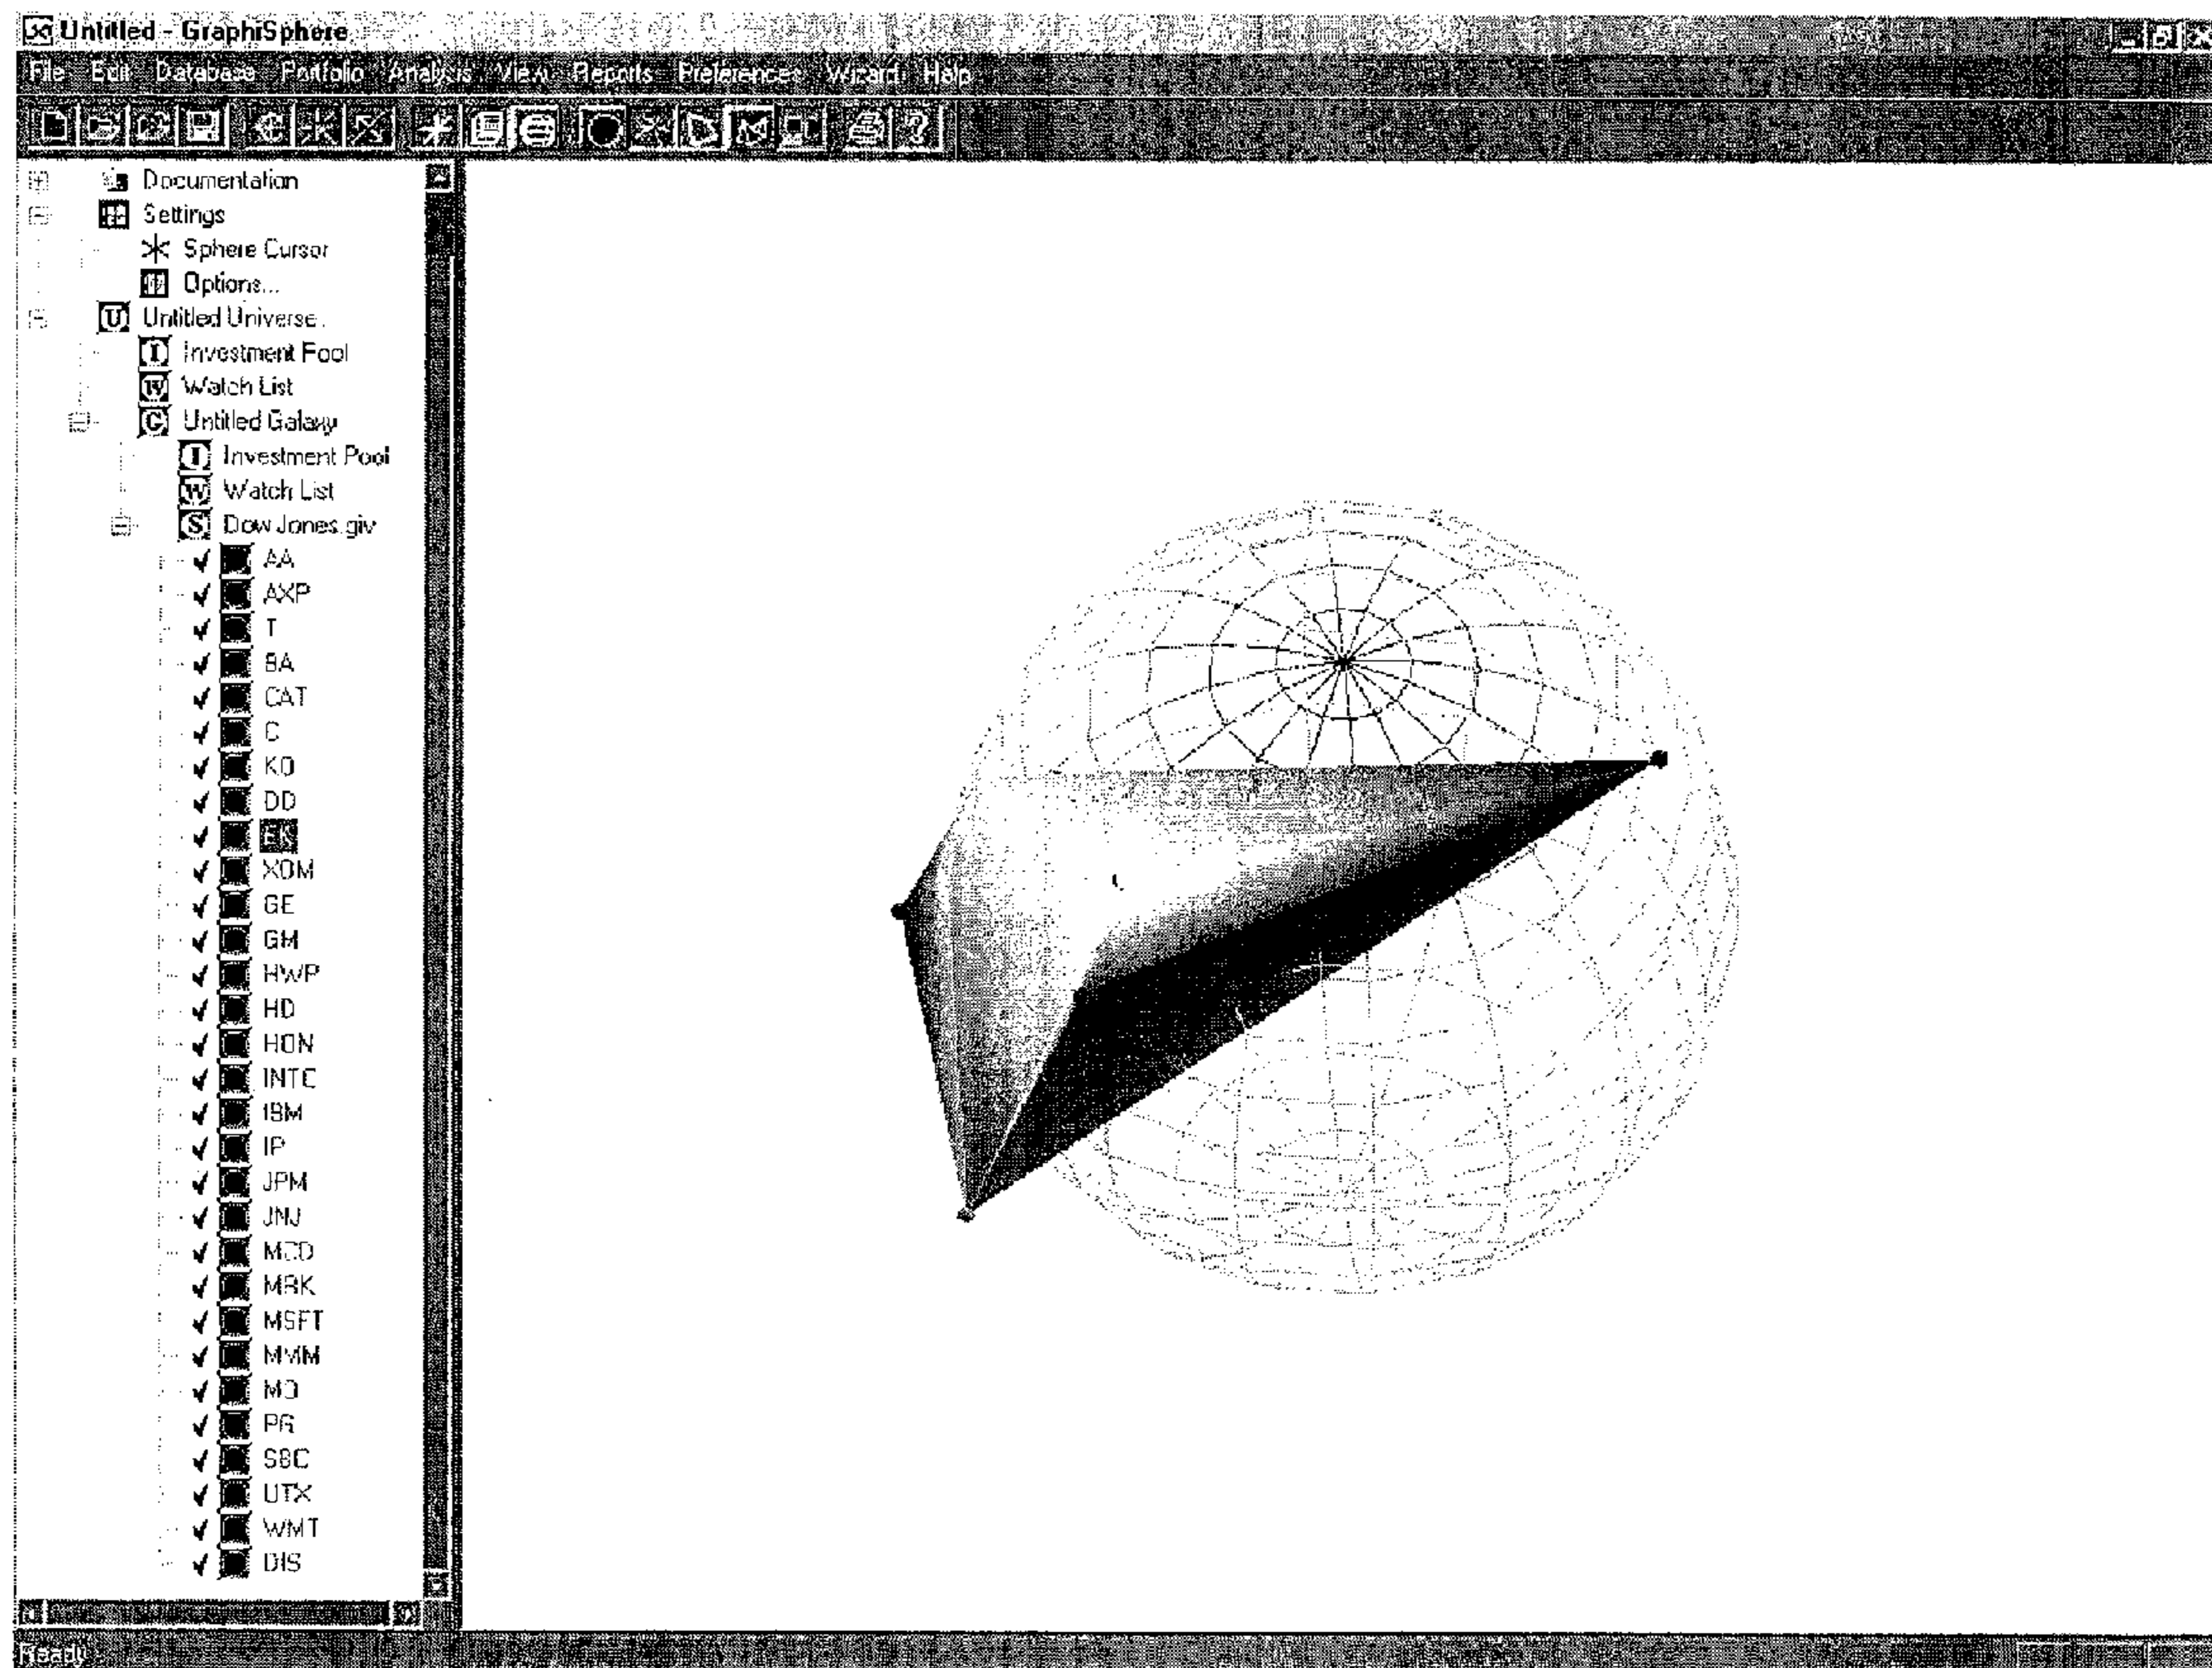 Untitled - GraphiSphere
File Edit Database Portfolio Analysis View Reports Preferences Wizard Help
Documentation
Settings
Sphere Cursor
Options...
U Untitled Universe
I Investment Pool
W Watch List
G Untitled Galaxy
I Investment Pool
W Watch List
S Dow Jones.giv
AA
AXP
T
BA
CAT
C
KO
DD
EK
XOM
GE
GM
HWP
HD
HON
INTC
IBM
IP
JPM
JNJ
MCD
MRK
MSFT
MMM
MO
PG
SBC
UTX
WMT
DIS
Ready